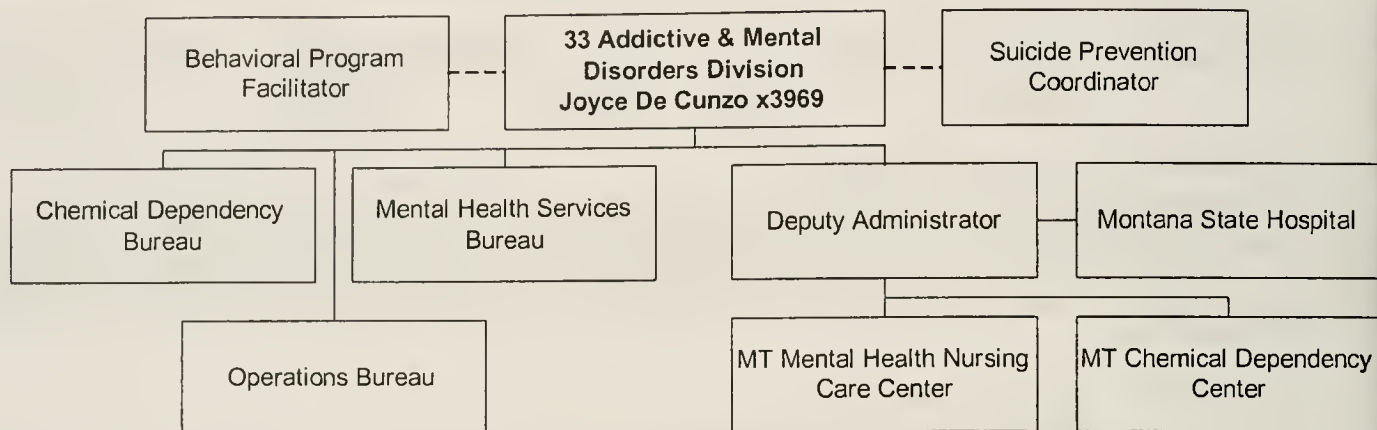 Behavioral Program
Facilitator
33 Addictive & Mental
Disorders Division
Joyce De Cunzo x3969
Suicide Prevention
Coordinator
Chemical Dependency
Bureau
Mental Health Services
Bureau
Deputy Administrator
Montana State Hospital
Operations Bureau
MT Mental Health Nursing
Care Center
MT Chemical Dependency
Center